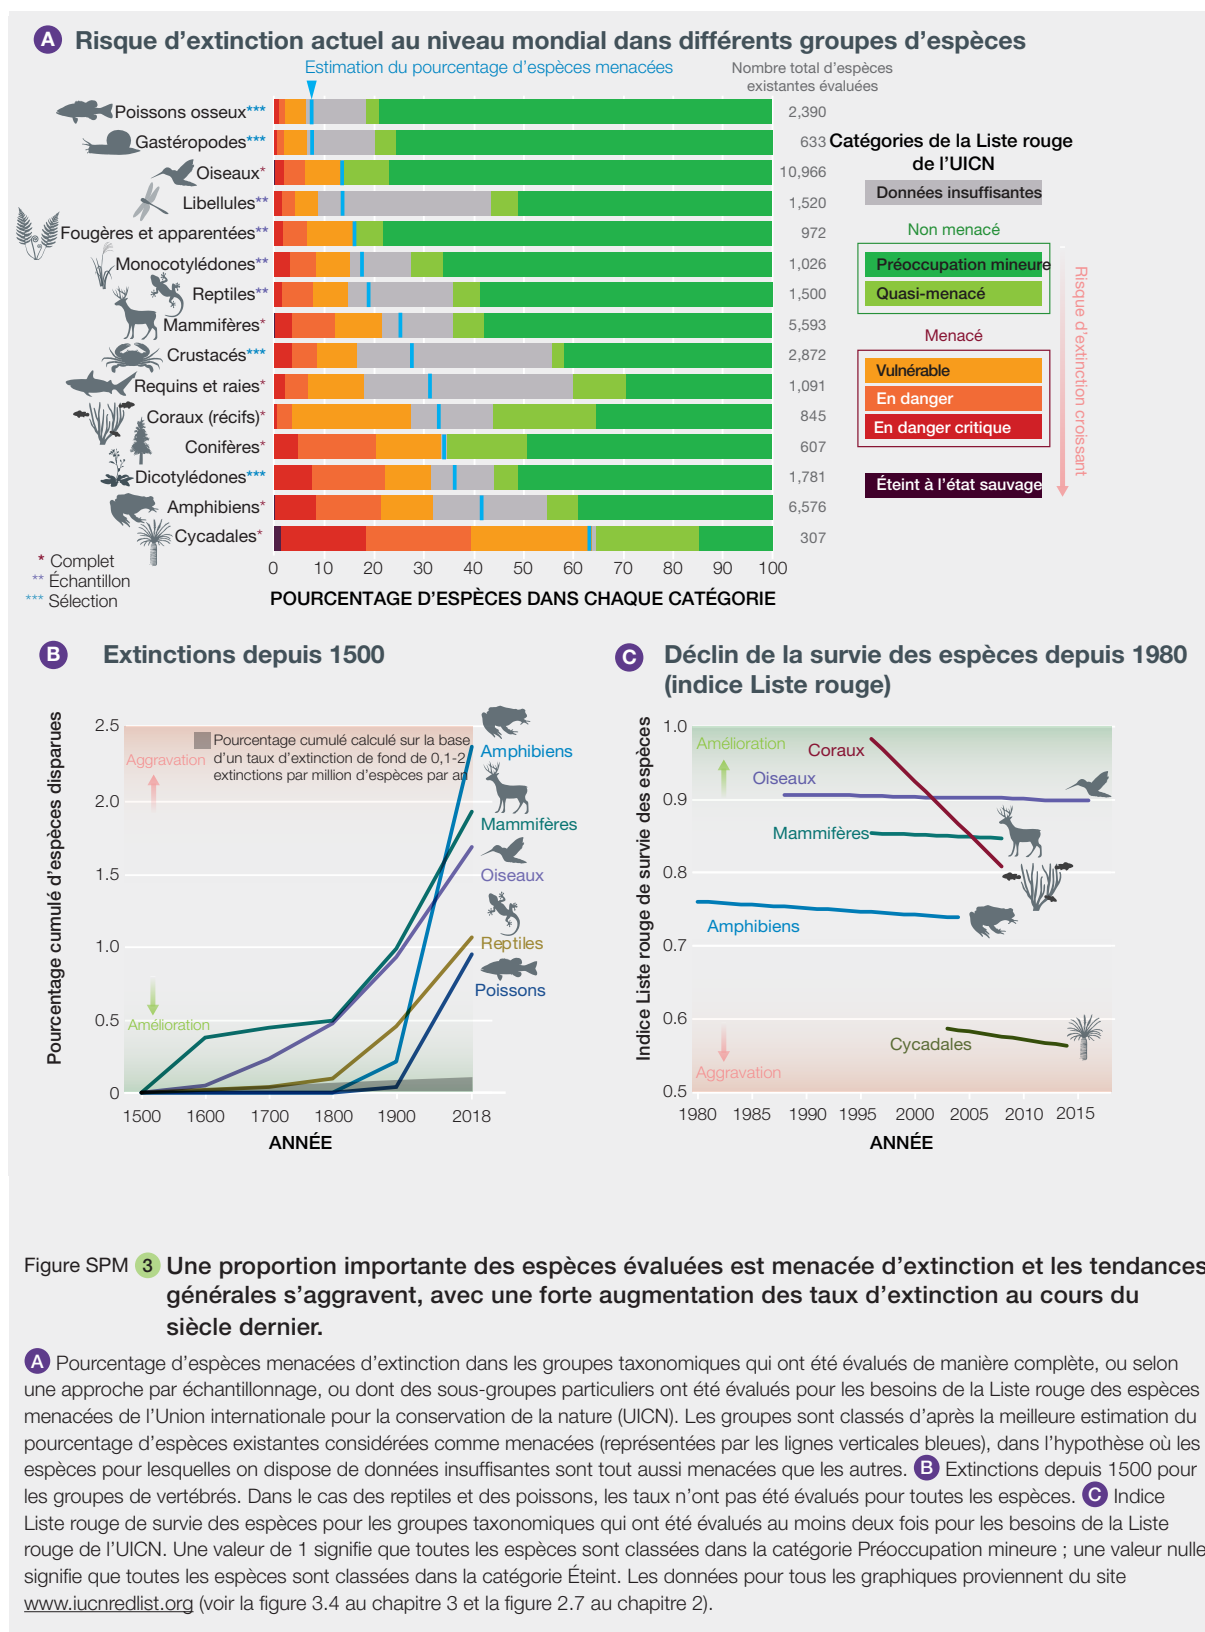 A Risque d’extinction actuel au niveau mondial dans différents groupes d’espèces
Estimation du pourcentage d’espèces menacées
Nombre total d’espèces
existantes évaluées
Poissons osseux*** 2,390
Gastéropodes*** 633
Oiseaux* 10,966
Libellules** 1,520
Fougères et apparentées** 972
Monocotylédones** 1,026
Reptiles** 1,500
Mammifères* 5,593
Crustacés*** 2,872
Requins et raies* 1,091
Coraux (récifs)* 845
Conifères* 607
Dicotylédones*** 1,781
Amphibiens* 6,576
Cycadales* 307
0 10 20 30 40 50 60 70 80 90 100
POURCENTAGE D’ESPÈCES DANS CHAQUE CATÉGORIE
* Complet
** Échantillon
*** Sélection
Catégories de la Liste rouge
de l’UICN
Données insuffisantes
Non menacé
Préoccupation mineure
Quasi-menacé
Menacé
Vulnérable
En danger
En danger critique
Éteint à l’état sauvage
Risque d’extinction croissant
B Extinctions depuis 1500
Pourcentage cumulé d’espèces disparues
2.5
2.0
1.5
1.0
0.5
0
Aggravation
Amélioration
Pourcentage cumulé calculé sur la base
d’un taux d’extinction de fond de 0,1-2
extinctions par million d’espèces par an
Amphibiens
Mammifères
Oiseaux
Reptiles
Poissons
1500 1600 1700 1800 1900 2018
ANNÉE
C Déclin de la survie des espèces depuis 1980
(indice Liste rouge)
Indice Liste rouge de survie des espèces
1.0
0.9
0.8
0.7
0.6
0.5
Amélioration
Coraux
Oiseaux
Mammifères
Amphibiens
Cycadales
Aggravation
1980 1985 1990 1995 2000 2005 2010 2015
ANNÉE
Figure SPM 3 Une proportion importante des espèces évaluées est menacée d’extinction et les tendances
générales s’aggravent, avec une forte augmentation des taux d’extinction au cours du
siècle dernier.
A Pourcentage d’espèces menacées d’extinction dans les groupes taxonomiques qui ont été évalués de manière complète, ou selon
une approche par échantillonnage, ou dont des sous-groupes particuliers ont été évalués pour les besoins de la Liste rouge des espèces
menacées de l’Union internationale pour la conservation de la nature (UICN). Les groupes sont classés d’après la meilleure estimation du
pourcentage d’espèces existantes considérées comme menacées (représentées par les lignes verticales bleues), dans l’hypothèse où les
espèces pour lesquelles on dispose de données insuffisantes sont tout aussi menacées que les autres. B Extinctions depuis 1500 pour
les groupes de vertébrés. Dans le cas des reptiles et des poissons, les taux n’ont pas été évalués pour toutes les espèces. C Indice
Liste rouge de survie des espèces pour les groupes taxonomiques qui ont été évalués au moins deux fois pour les besoins de la Liste
rouge de l’UICN. Une valeur de 1 signifie que toutes les espèces sont classées dans la catégorie Préoccupation mineure ; une valeur nulle
signifie que toutes les espèces sont classées dans la catégorie Éteint. Les données pour tous les graphiques proviennent du site
www.iucnredlist.org (voir la figure 3.4 au chapitre 3 et la figure 2.7 au chapitre 2).